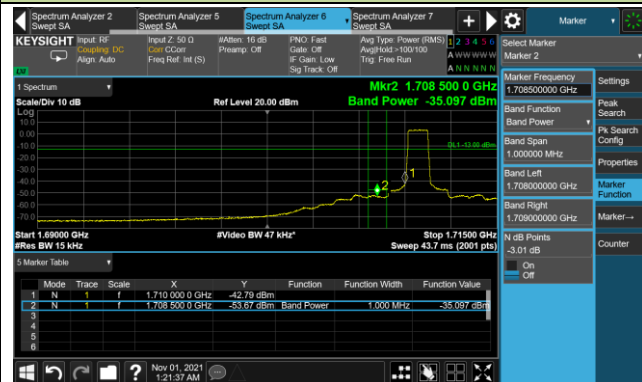 Spectrum Analyzer 2
Swept SA
Spectrum Analyzer 5
Swept SA
Spectrum Analyzer 6
Swept SA
Spectrum Analyzer 7
Swept SA
Marker
KEYSIGHT
Input: RF
Coupling: DC
Align: Auto
Input Z: 50 Ω
Corr CCorr
Freq Ref: Int (S)
#Atten: 16 dB
Preamp: Off
PNO: Fast
Gate: Off
IF Gain: Low
Sig Track: Off
Avg Type: Power (RMS)
Avg|Hold:>100/100
Trig: Free Run
1 2 3 4 5 6
A W W W W W
A N N N N N
Select Marker
Marker 2
Marker Frequency
1.708500000 GHz
Band Function
Band Power
Band Span
1.000000 MHz
Band Left
1.708000000 GHz
Band Right
1.709000000 GHz
N dB Points
-3.01 dB
On
Off
Settings
Peak
Search
Pk Search
Config
Properties
Marker
Function
Marker→
Counter
1 Spectrum
Scale/Div 10 dB
Ref Level 20.00 dBm
Mkr2 1.708 500 0 GHz
Band Power -35.097 dBm
Log
10.0
0.00
-10.0
-20.0
-30.0
-40.0
-50.0
-60.0
-70.0
DL1 -13.00 dBm
1
2
Start 1.69000 GHz
#Res BW 15 kHz
#Video BW 47 kHz*
Stop 1.71500 GHz
Sweep 43.7 ms (2001 pts)
5 Marker Table
Mode Trace Scale X Y Function Function Width Function Value
1 N 1 f 1.710 000 0 GHz -42.79 dBm
2 N 1 f 1.708 500 0 GHz -53.67 dBm Band Power 1.000 MHz -35.097 dBm
3
4
5
6
?
Nov 01, 2021
1:21:37 AM